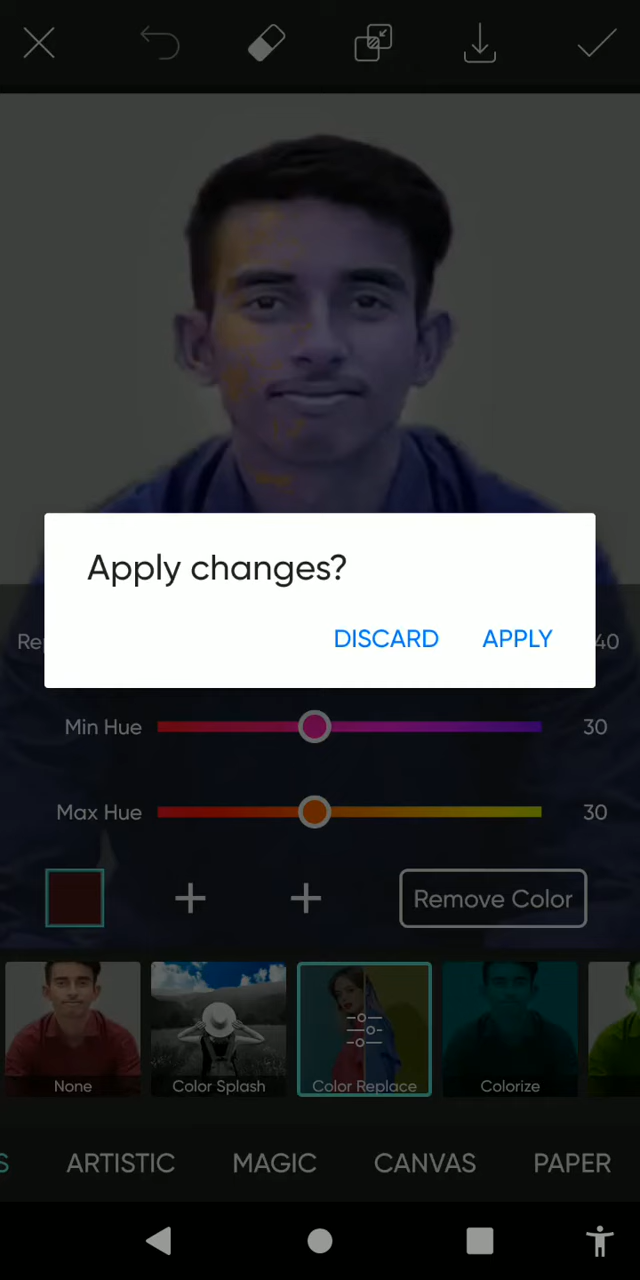 Apply changes?
DISCARD APPLY
Re 40
Min Hue 30
Max Hue 30
Remove Color
None Color Splash Color Replace Colorize
S ARTISTIC MAGIC CANVAS PAPER